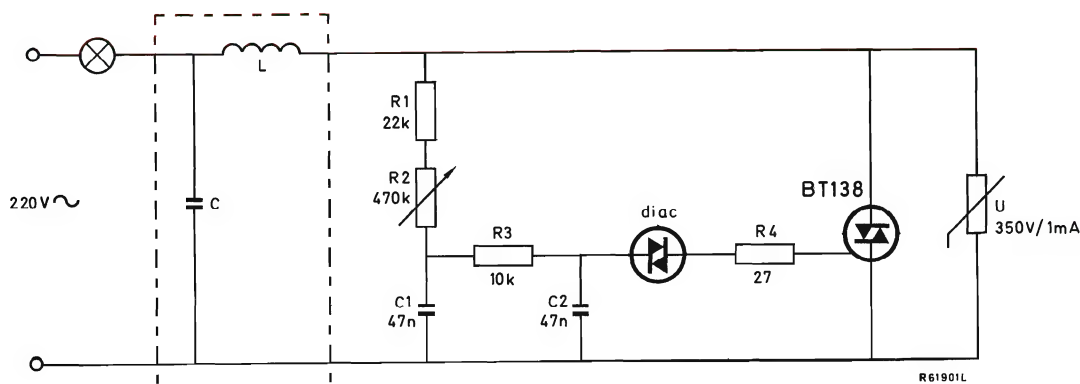 L
R1
22k
R2
470k
220V~
C
BT138
diac
U
350V/1mA
R3
R4
10k
27
C1
47n
C2
47n
R61901L